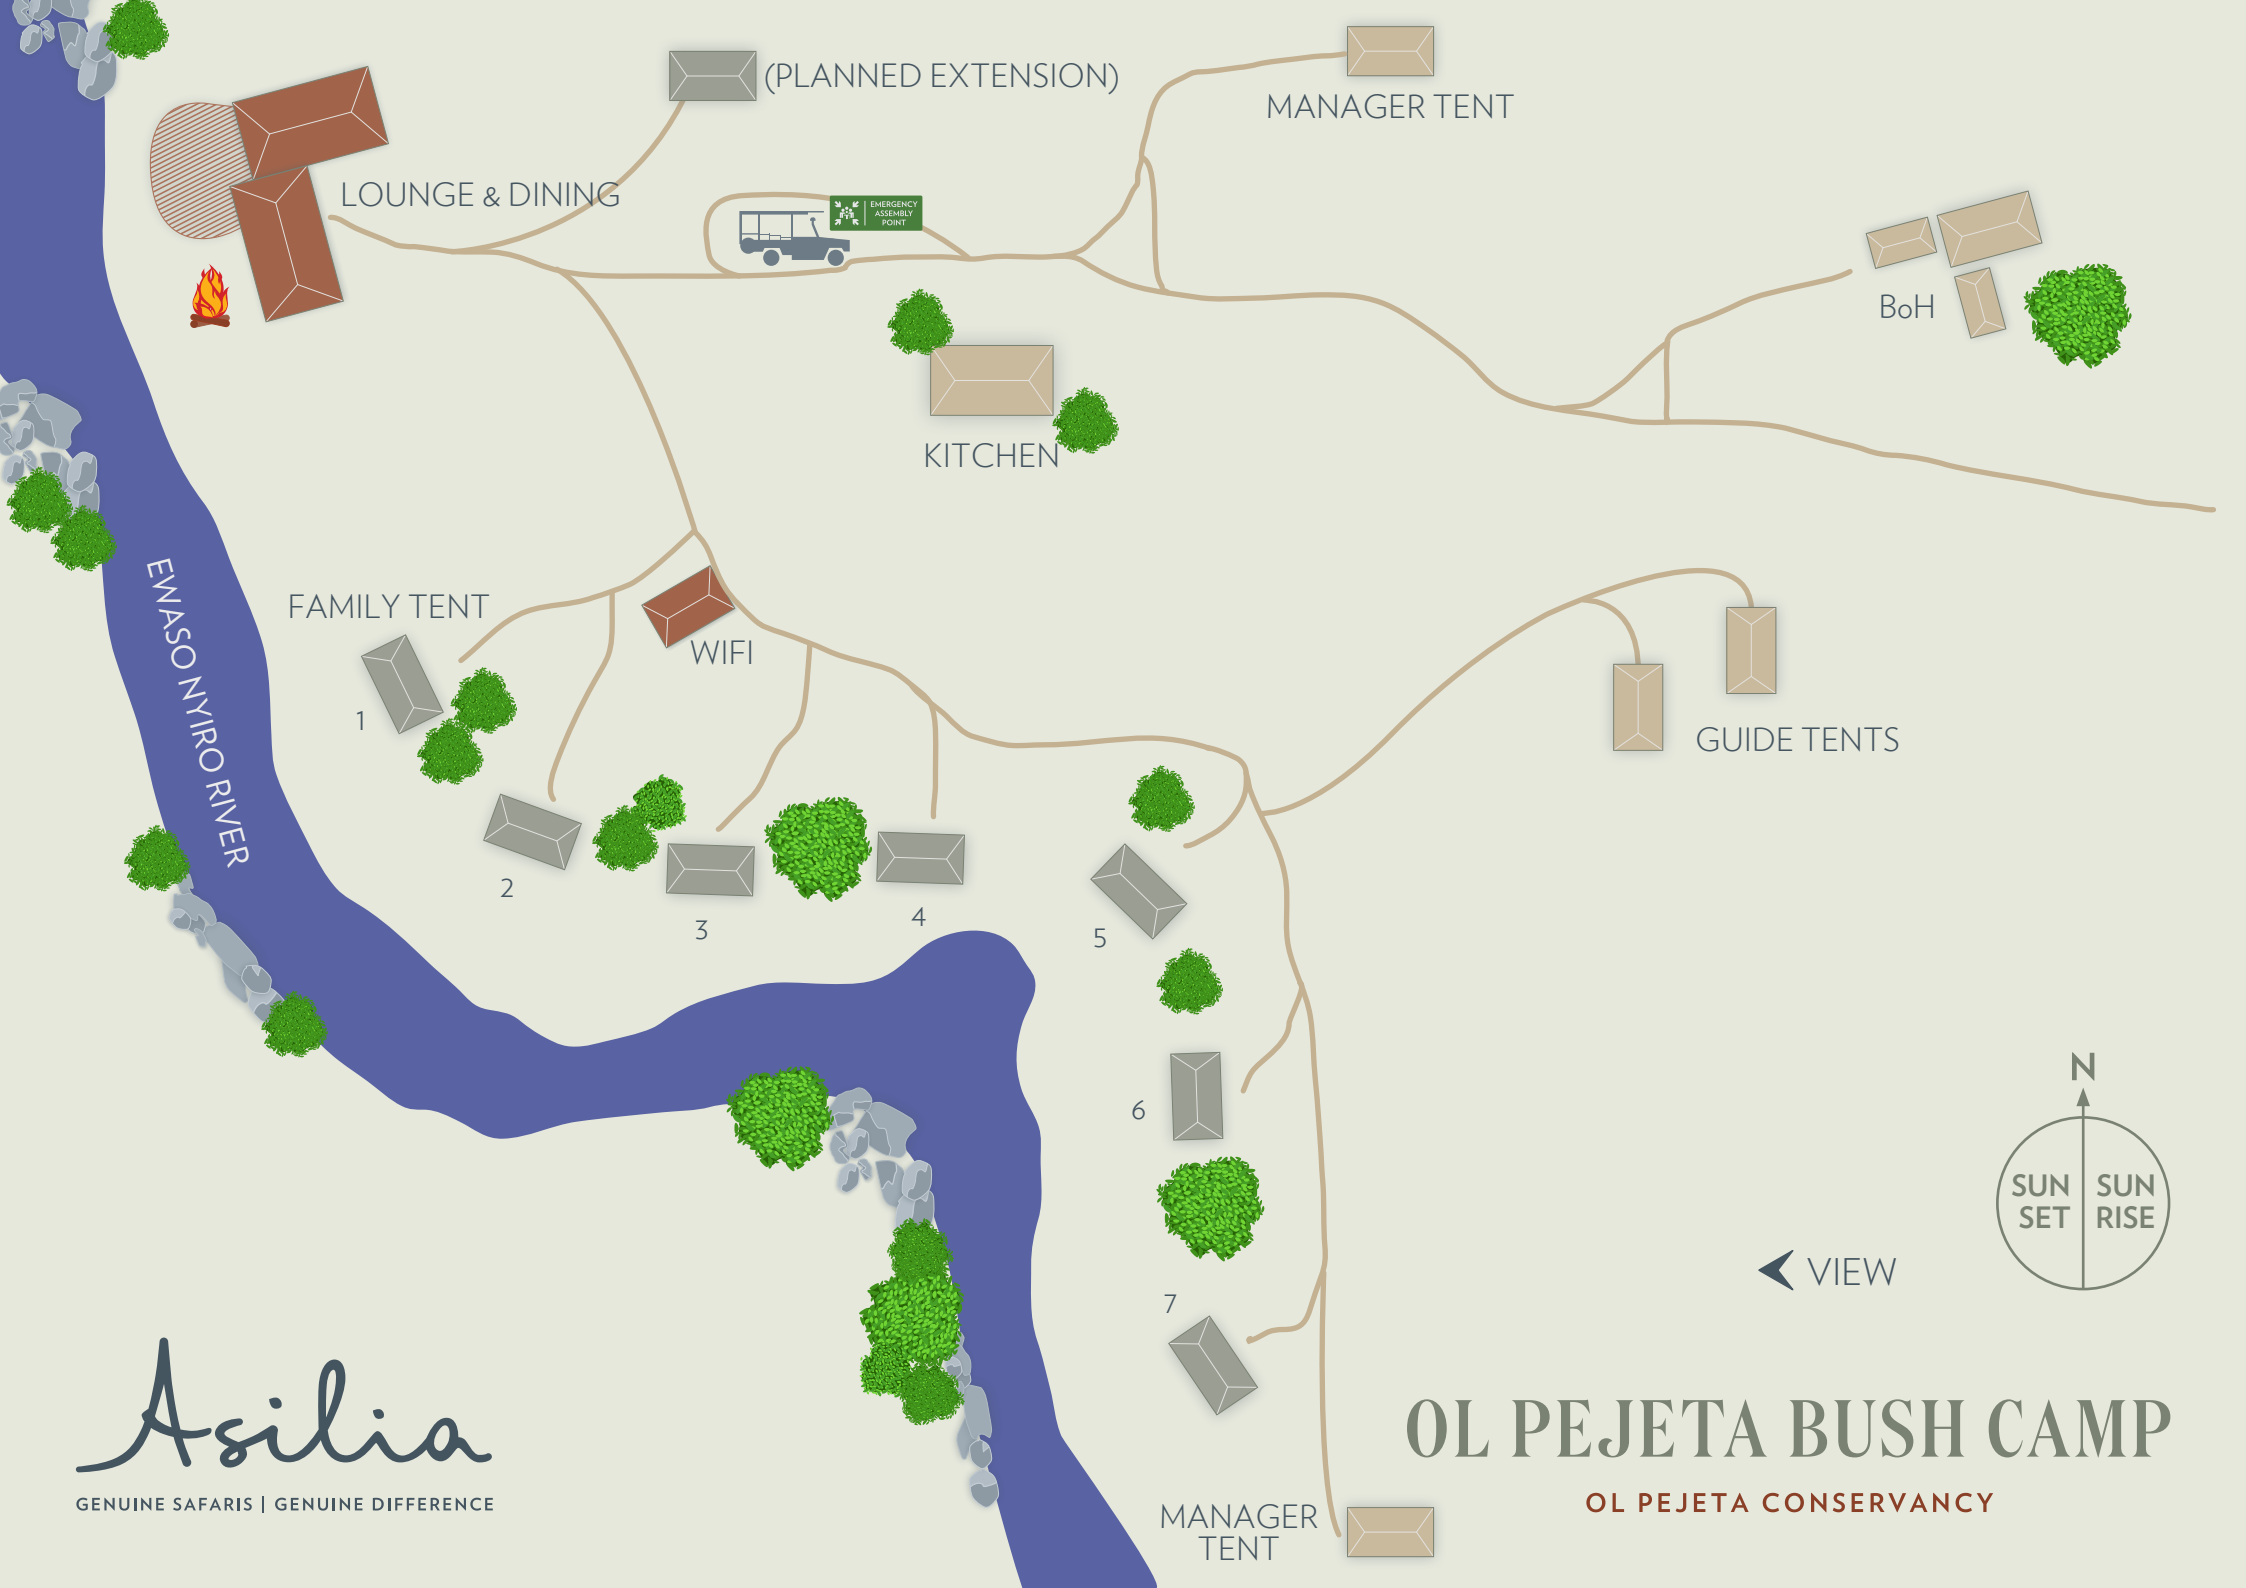 (PLANNED EXTENSION)
MANAGER TENT
LOUNGE & DINING
EMERGENCY
ASSEMBLY
POINT
BoH
KITCHEN
EWASO NYIRO RIVER
FAMILY TENT
WIFI
1
GUIDE TENTS
2
3
4
5
6
7
N
SUN SET
SUN RISE
VIEW
Asilia
GENUINE SAFARIS | GENUINE DIFFERENCE
OL PEJETA BUSH CAMP
OL PEJETA CONSERVANCY
MANAGER
TENT